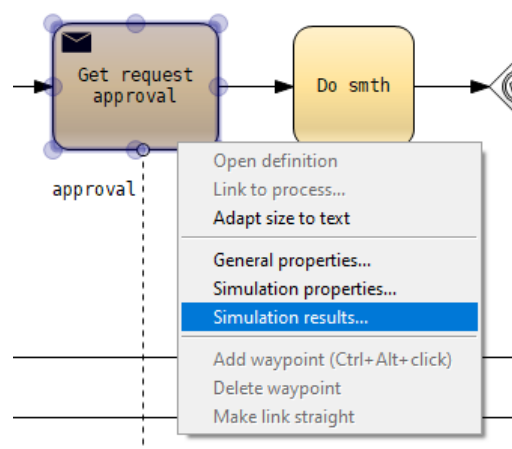 Get request
approval
Do smth
approval
Open definition
Link to process...
Adapt size to text
General properties...
Simulation properties...
Simulation results...
Add waypoint (Ctrl+Alt+click)
Delete waypoint
Make link straight